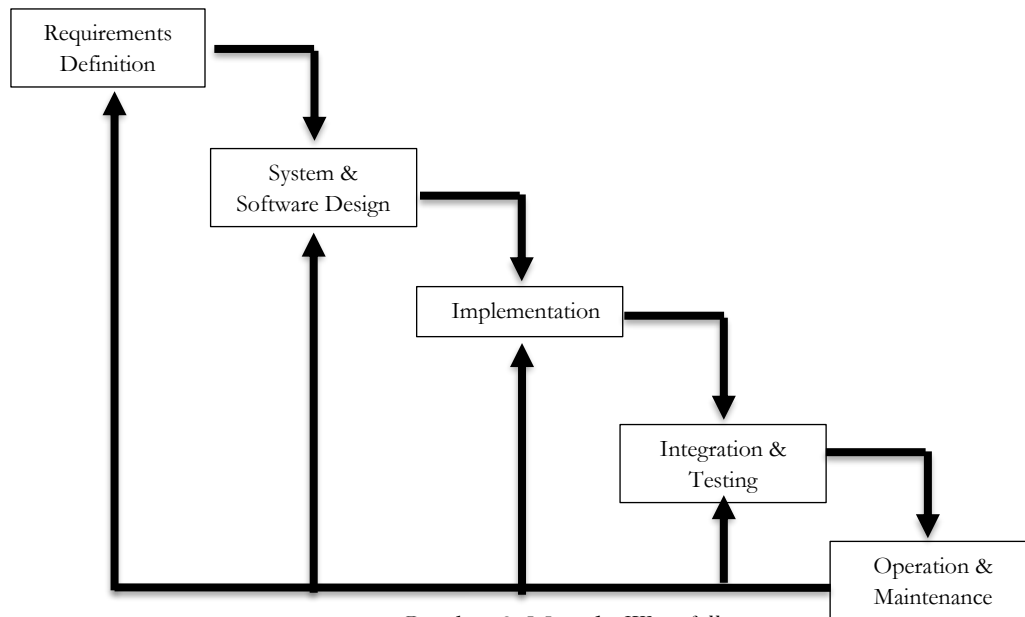 Requirements
Definition
System &
Software Design
Implementation
Integration &
Testing
Operation &
Maintenance